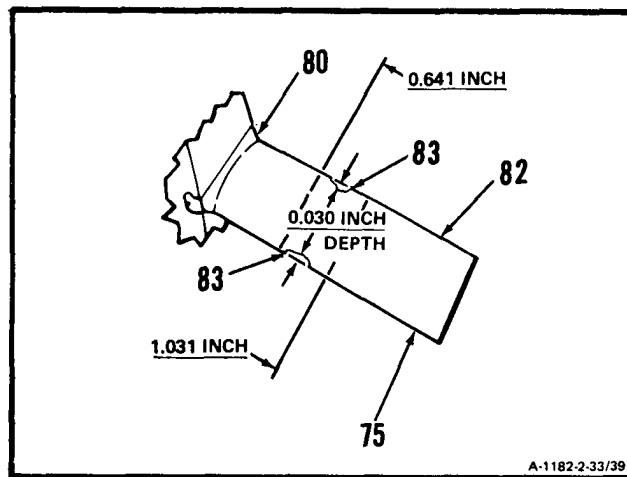 80
0.641 INCH
83
82
0.030 INCH
DEPTH
83
1.031 INCH
75
A-1182-2-33/39